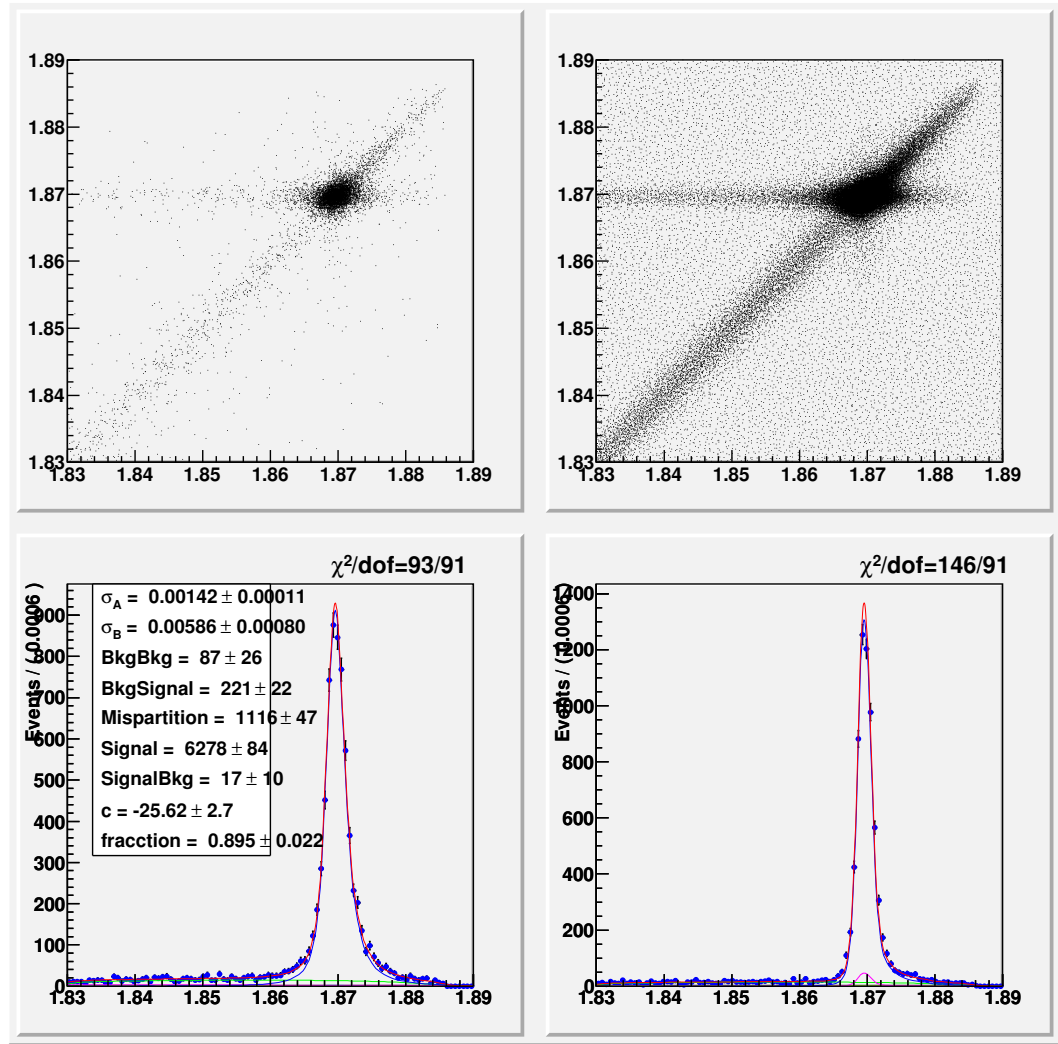 1.89
1.88
1.87
1.86
1.85
1.84
1.83
1.83 1.84 1.85 1.86 1.87 1.88 1.89
1.89
1.88
1.87
1.86
1.85
1.84
1.83
1.83 1.84 1.85 1.86 1.87 1.88 1.89
χ²/dof=93/91
Events / ( 0.0006 )
σA = 0.00142 ± 0.00011
σB = 0.00586 ± 0.00080
BkgBkg = 87 ± 26
BkgSignal = 221 ± 22
Mispartition = 1116 ± 47
Signal = 6278 ± 84
SignalBkg = 17 ± 10
c = -25.62 ± 2.7
fracction = 0.895 ± 0.022
900
800
700
600
500
400
300
200
100
0
1.83 1.84 1.85 1.86 1.87 1.88 1.89
χ²/dof=146/91
Events / ( 0.0006 )
1400
1200
1000
800
600
400
200
0
1.83 1.84 1.85 1.86 1.87 1.88 1.89